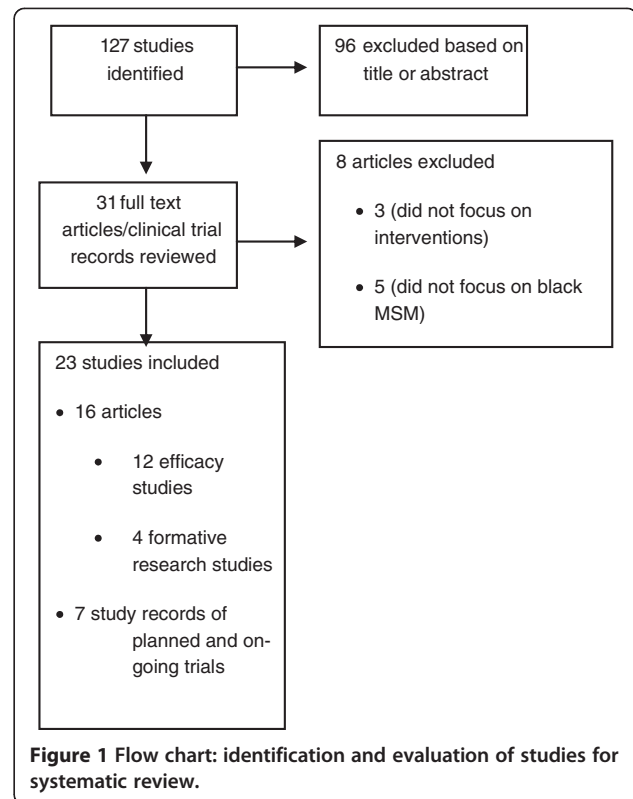 127 studies
identified
96 excluded based on
title or abstract
31 full text
articles/clinical trial
records reviewed
8 articles excluded
• 3 (did not focus on
interventions)
• 5 (did not focus on black
MSM)
23 studies included
• 16 articles
• 12 efficacy
studies
• 4 formative
research studies
• 7 study records of
planned and on-
going trials
Figure 1 Flow chart: identification and evaluation of studies for
systematic review.